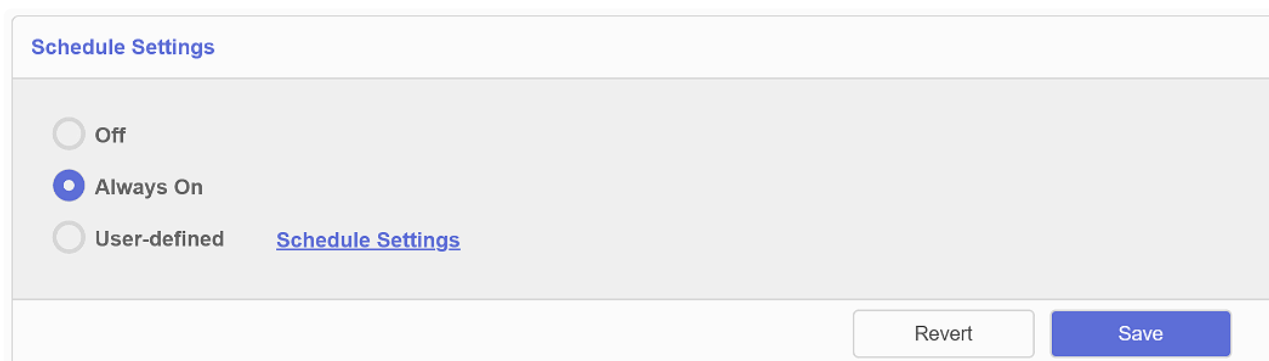 Schedule Settings
Off
Always On
User-defined Schedule Settings
Revert Save